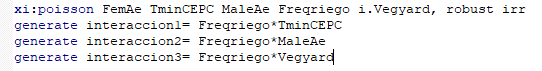 xi:poisson FemAe TminCEPC MaleAe Freqriego i.Vegyard, robust irr
generate interaccion1= Freqriego*TminCEPC
generate interaccion2= Freqriego*MaleAe
generate interaccion3= Freqriego*Vegyard